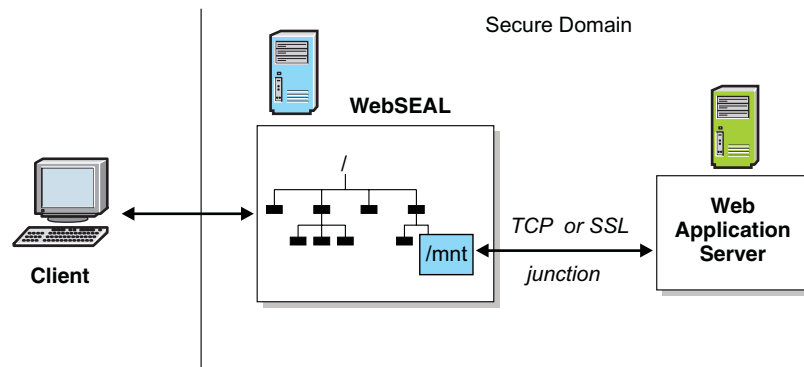 Secure Domain
WebSEAL
/
/mnt
Client
TCP or SSL
junction
Web
Application
Server